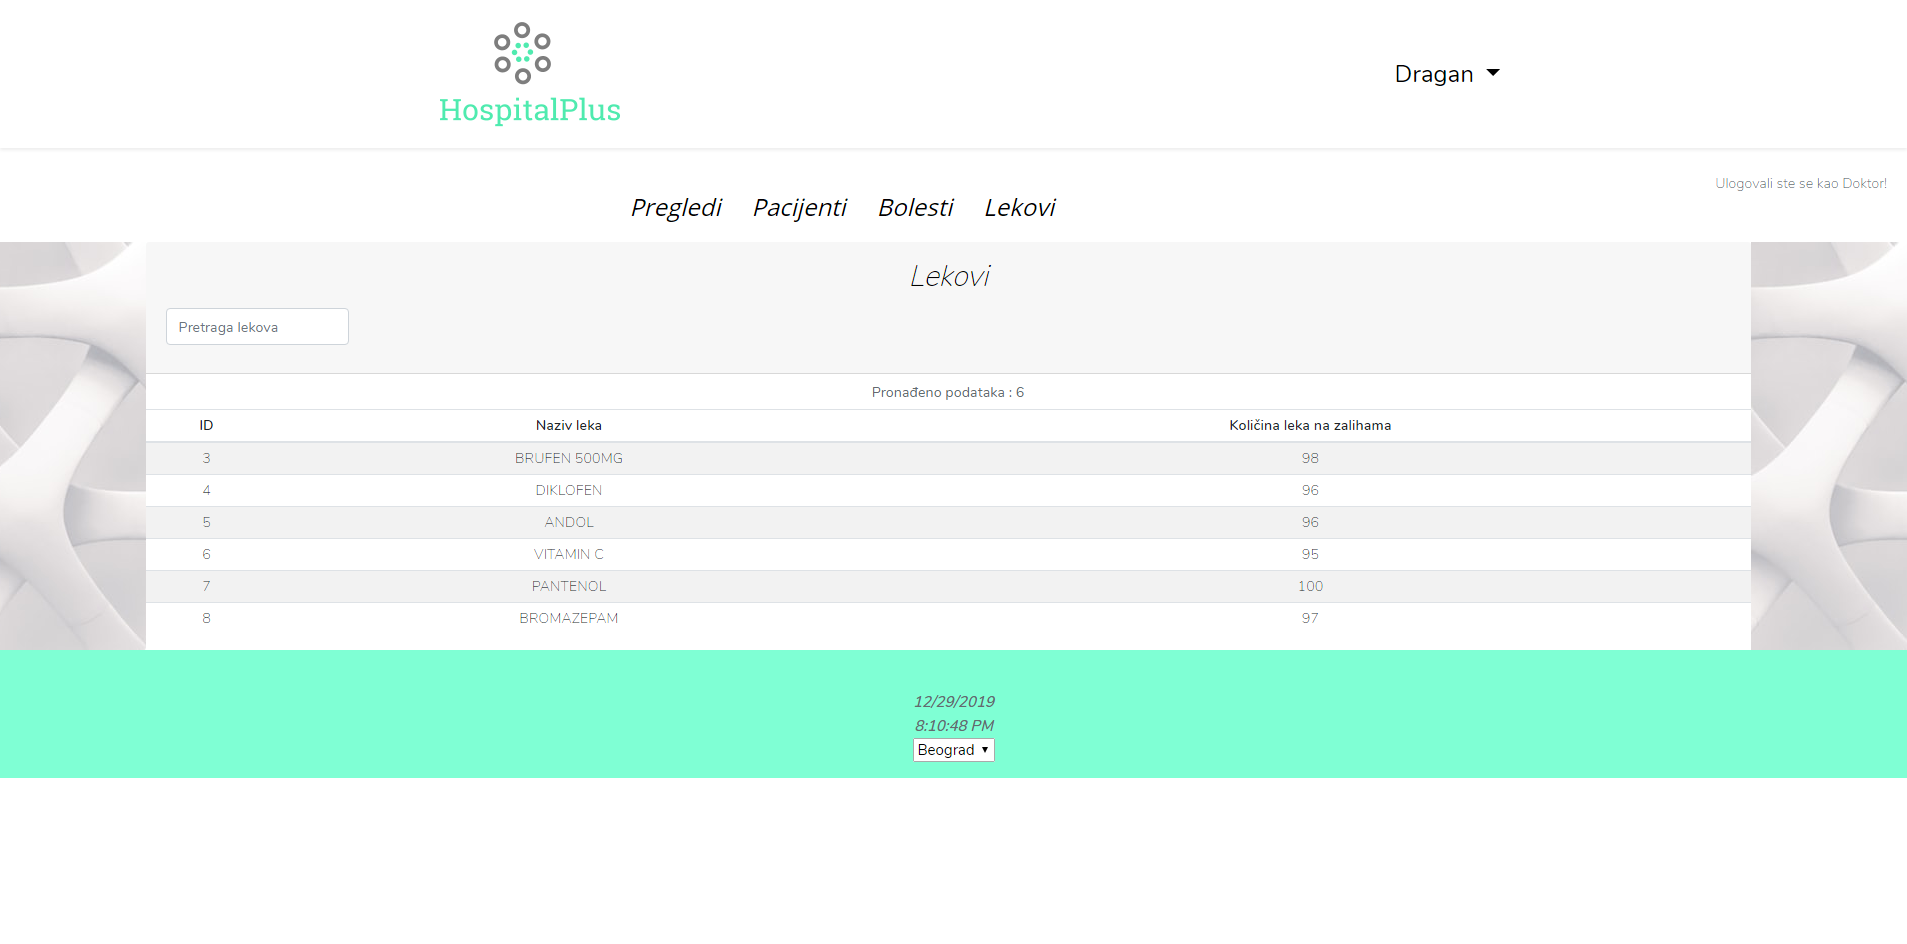 HospitalPlus
Dragan
Ulogovali ste se kao Doktor!
Pregledi Pacijenti Bolesti Lekovi
Lekovi
Pretraga lekova
Pronađeno podataka : 6
ID Naziv leka Količina leka na zalihama
3 BRUFEN 500MG 98
4 DIKLOFEN 96
5 ANDOL 96
6 VITAMIN C 95
7 PANTENOL 100
8 BROMAZEPAM 97
12/29/2019
8:10:48 PM
Beograd